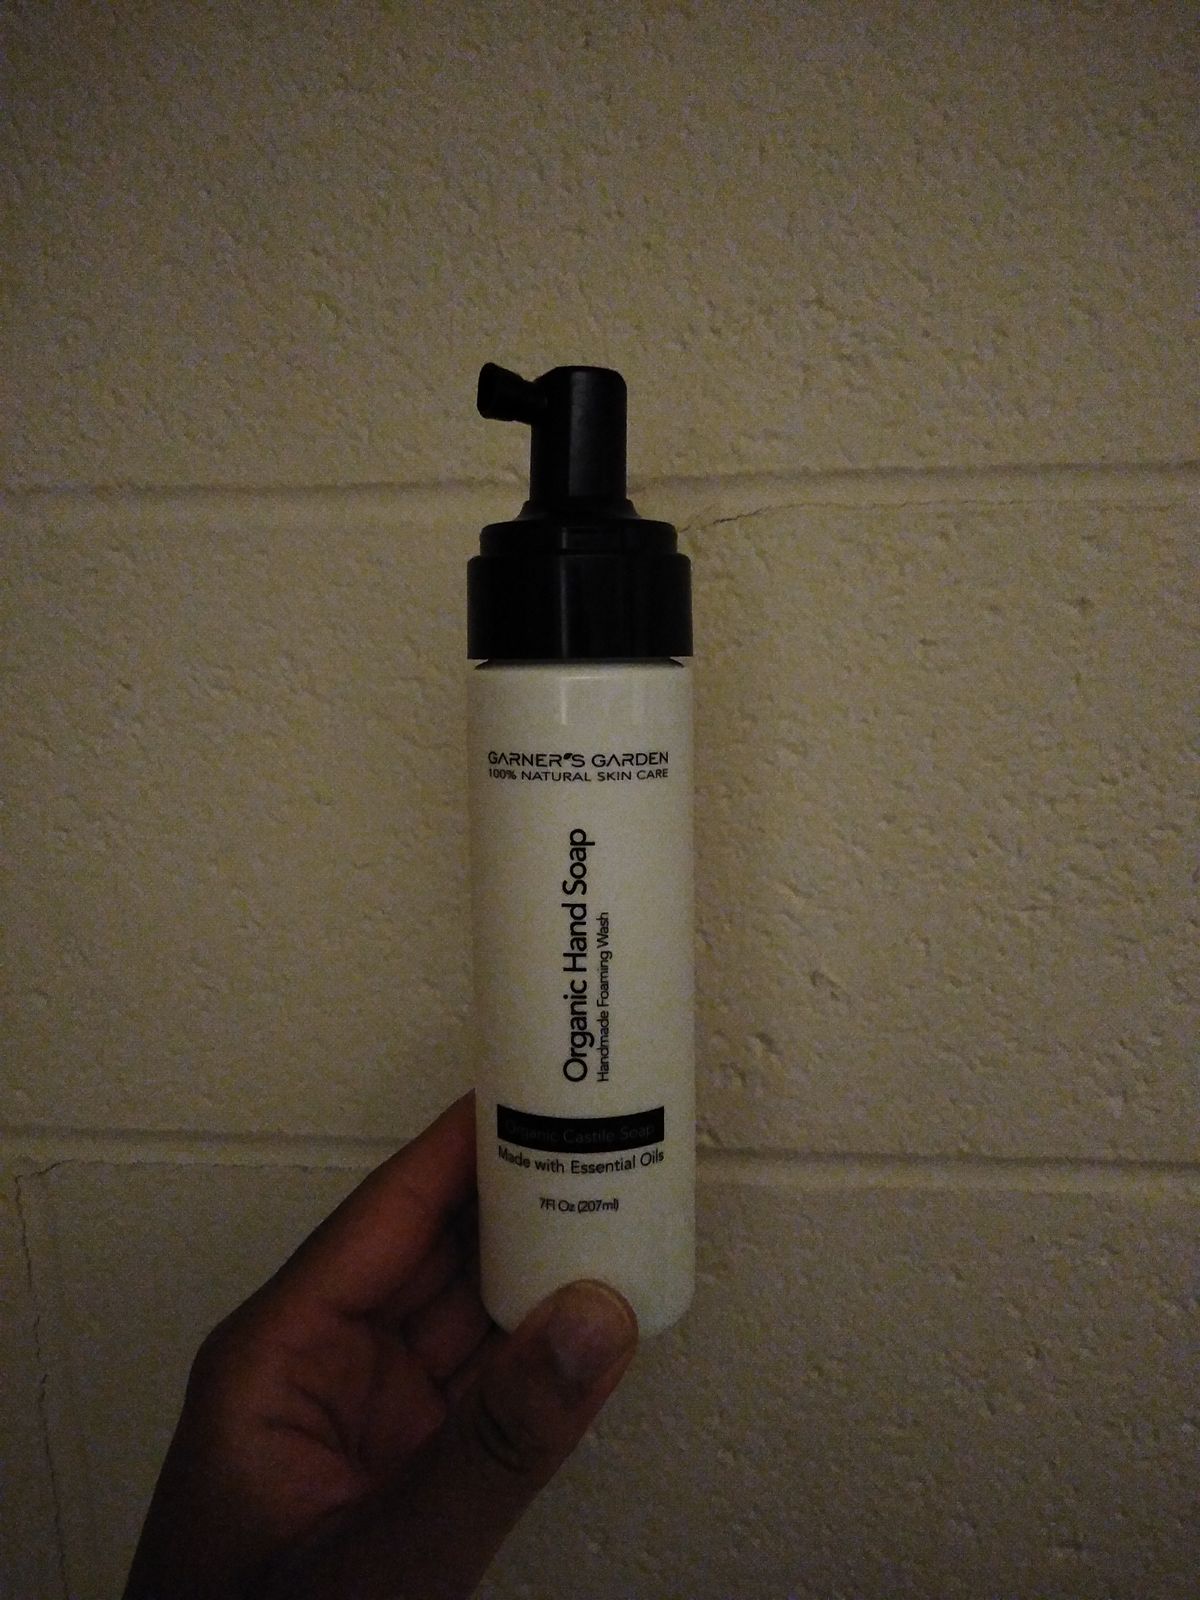 GARNER'S GARDEN
100% NATURAL SKIN CARE
Organic Hand Soap
Handmade Foaming Wash
Organic Castile Soap
Made with Essential Oils
7Fl Oz (207ml)